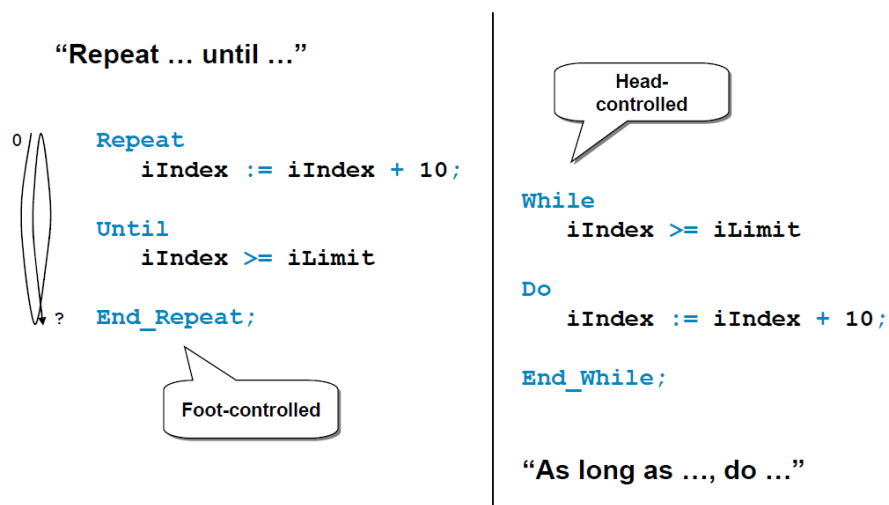 “Repeat … until …”
0
Repeat
iIndex := iIndex + 10;
Until
iIndex >= iLimit
? End_Repeat;
Foot-controlled
Head-
controlled
While
iIndex >= iLimit
Do
iIndex := iIndex + 10;
End_While;
“As long as …, do …”